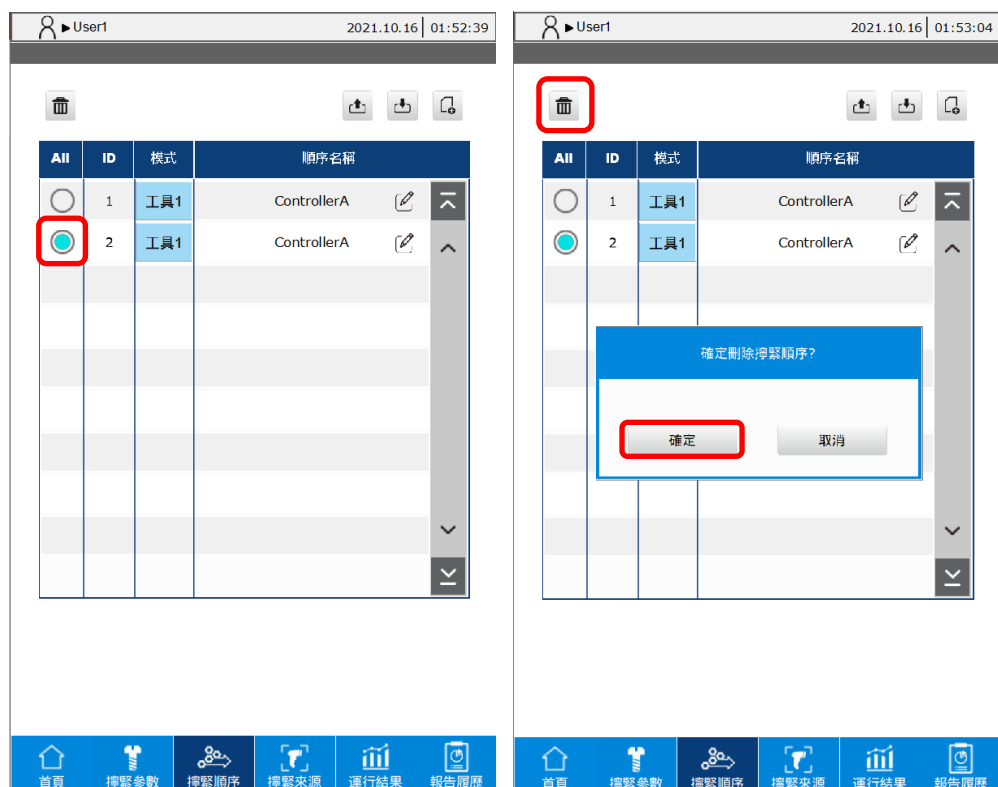 ▶User1 2021.10.16 01:52:39
All ID 模式 順序名稱
1 工具1 ControllerA
2 工具1 ControllerA
首頁 擰緊參數 擰緊順序 擰緊來源 運行結果 報告履歷
▶User1 2021.10.16 01:53:04
All ID 模式 順序名稱
1 工具1 ControllerA
2 工具1 ControllerA
確定刪除擰緊順序?
確定 取消
首頁 擰緊參數 擰緊順序 擰緊來源 運行結果 報告履歷